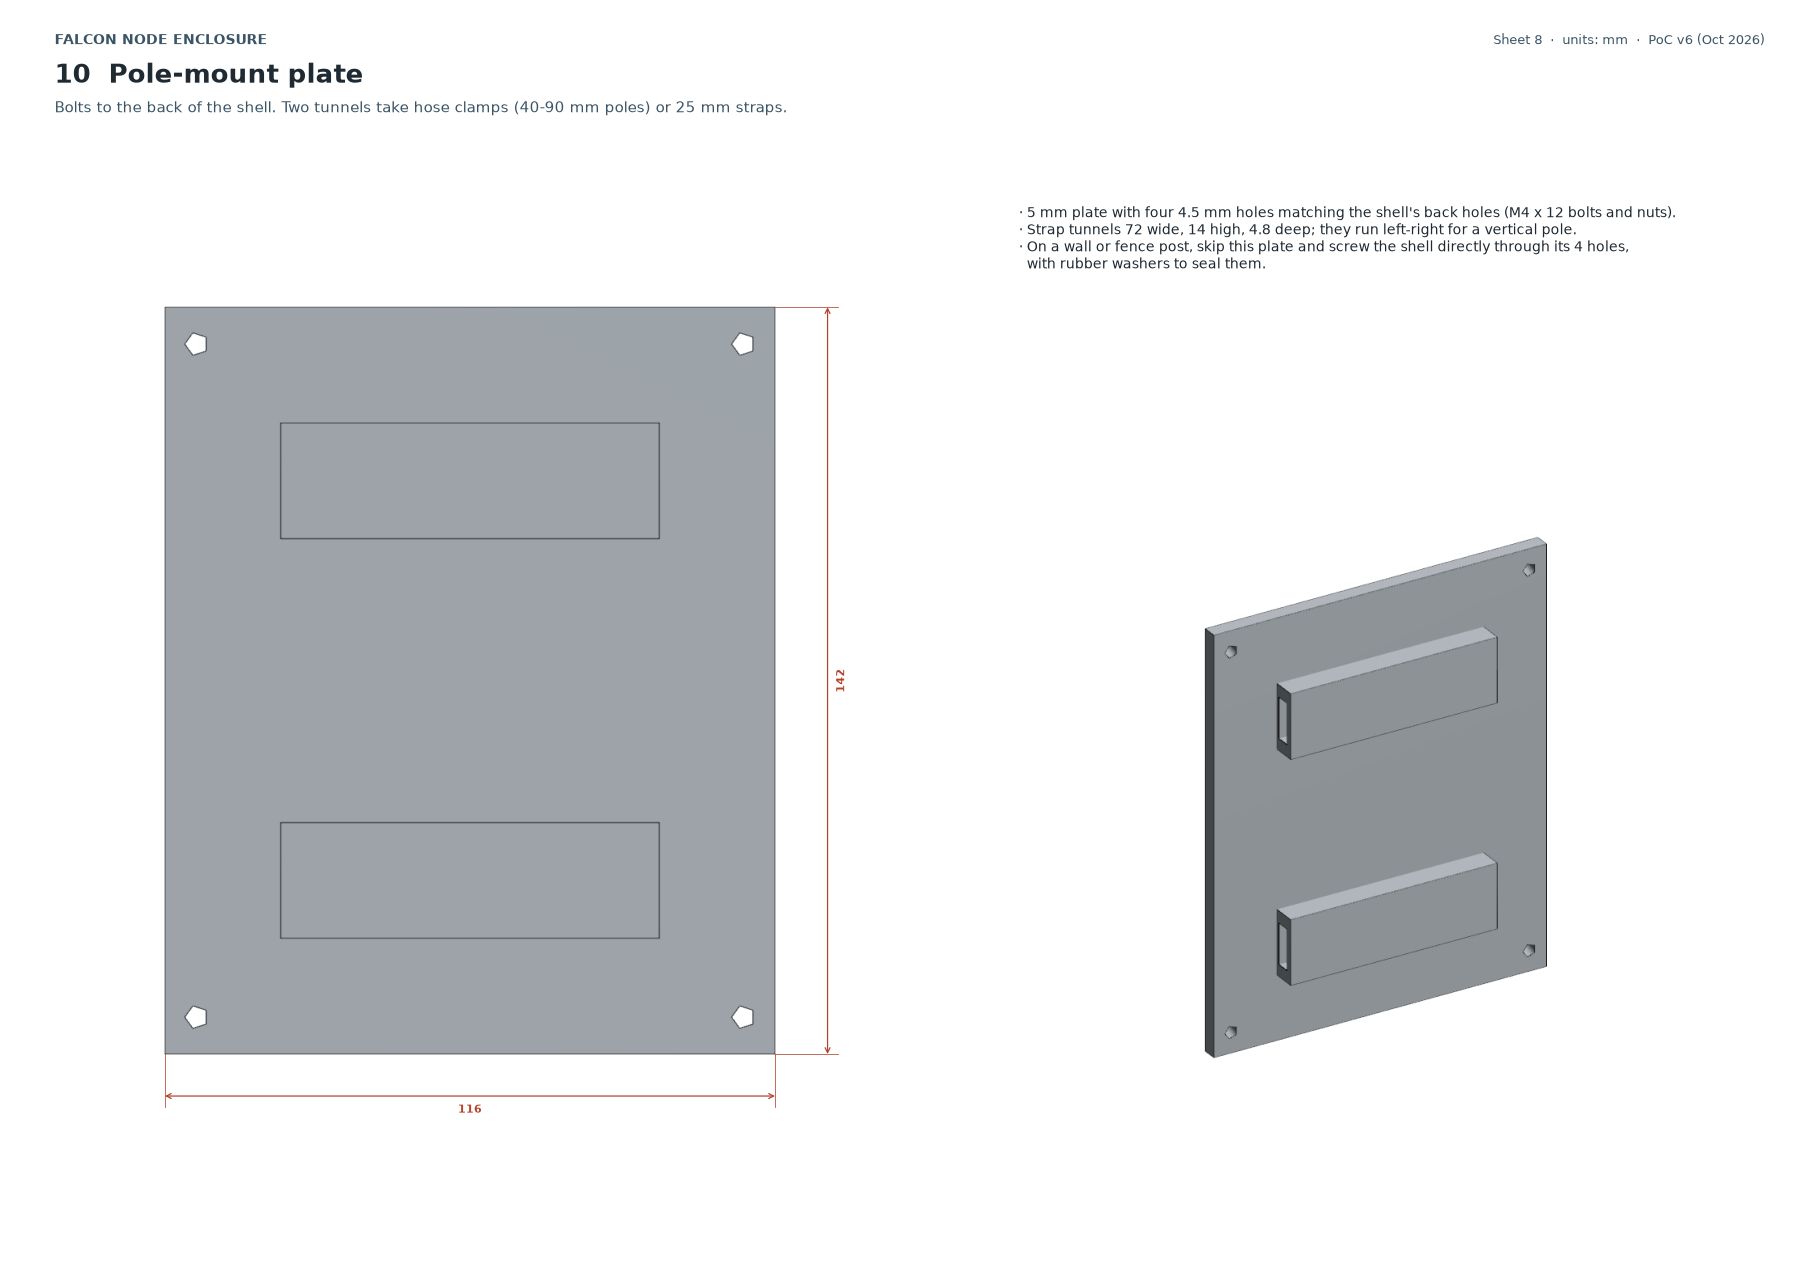 FALCON NODE ENCLOSURE
Sheet 8 · units: mm · PoC v6 (Oct 2026)
10 Pole-mount plate
Bolts to the back of the shell. Two tunnels take hose clamps (40-90 mm poles) or 25 mm straps.
· 5 mm plate with four 4.5 mm holes matching the shell's back holes (M4 x 12 bolts and nuts).
· Strap tunnels 72 wide, 14 high, 4.8 deep; they run left-right for a vertical pole.
· On a wall or fence post, skip this plate and screw the shell directly through its 4 holes,
with rubber washers to seal them.
142
116